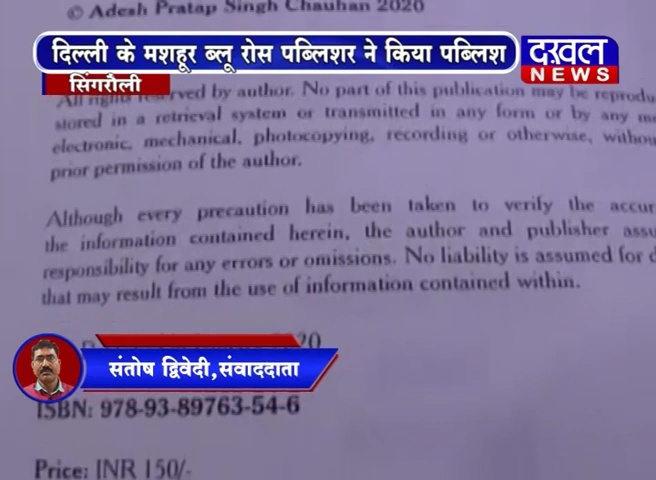 © Adesh Pratap Singh Chauhan 2020
दिल्ली के मशहूर ब्लू रोस पब्लिशर ने किया पब्लिश
दखल
NEWS
सिंगरौली
All rights reserved by author. No part of this publication may be reprodu
stored in a retrieval system or transmitted in any form or by any m
electronic, mechanical, photocopying, recording or otherwise, withou
prior permission of the author.
Although every precaution has been taken to verify the accur
the information contained herein, the author and publisher assu
responsibility for any errors or omissions. No liability is assumed for d
that may result from the use of information contained within.
2020
संतोष द्विवेदी,संवाददाता
ISBN: 978-93-89763-54-6
Price: INR 150/-